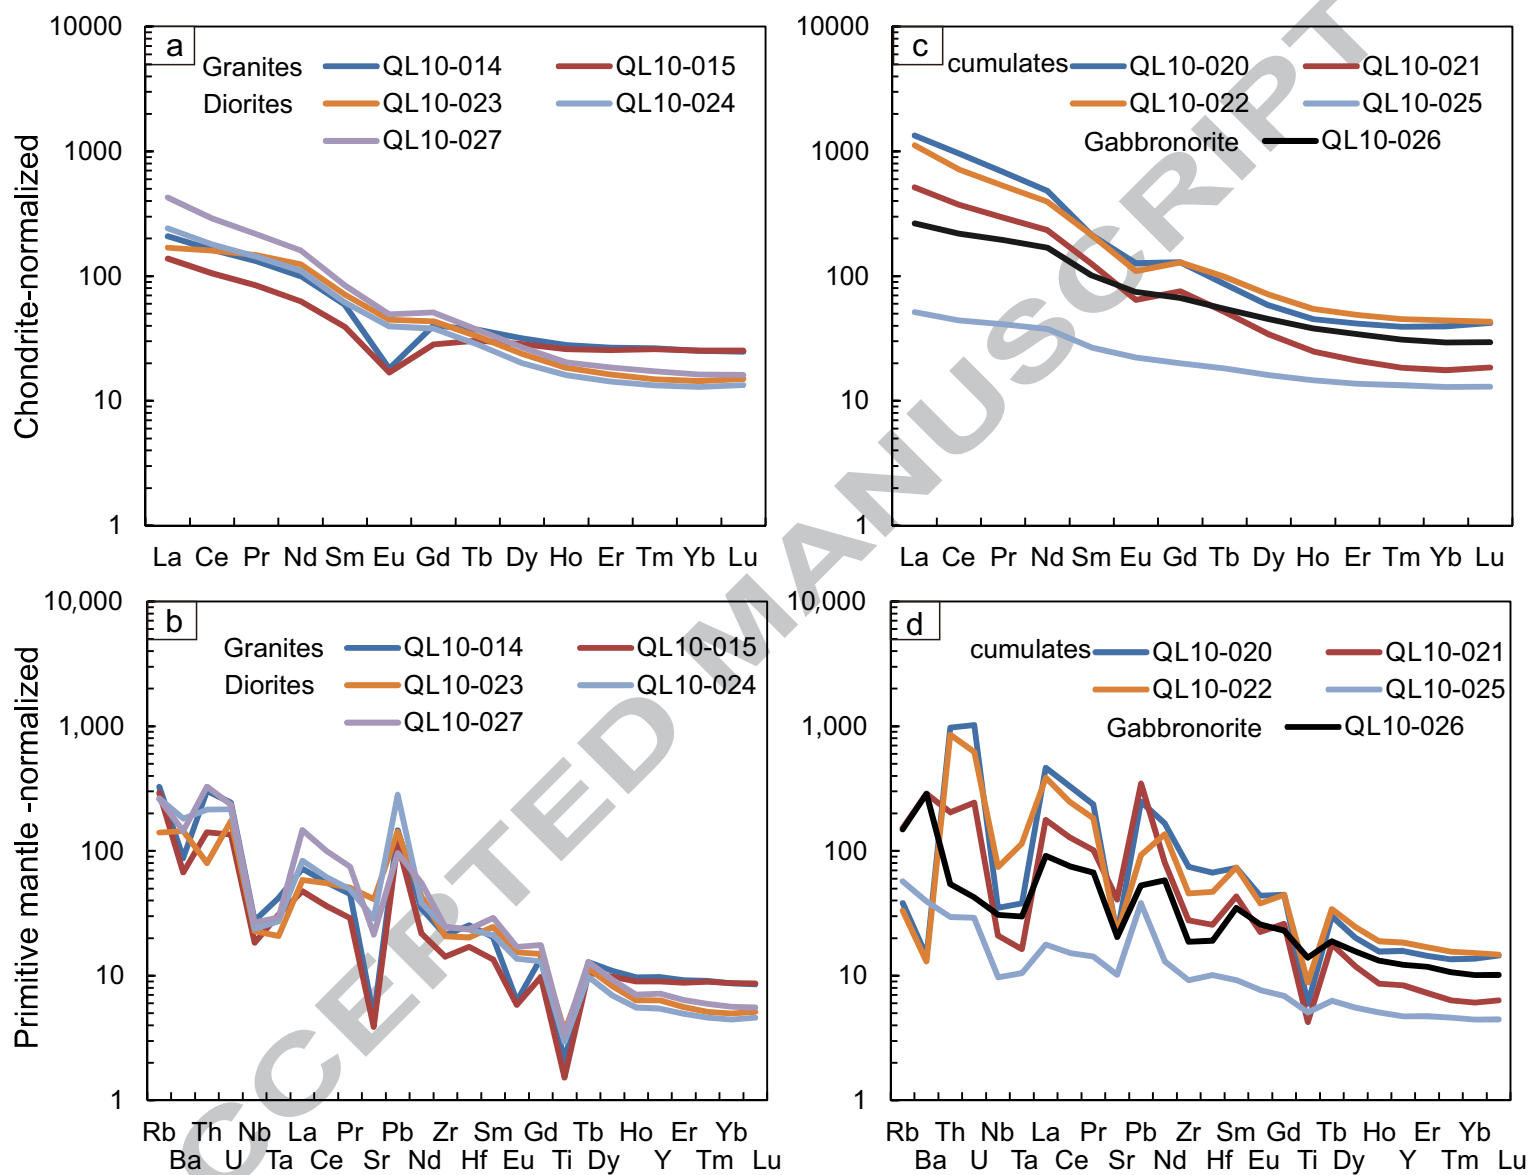 10000
1000
100
10
1
Chondrite-normalized
a
Granites QL10-014 QL10-015
Diorites QL10-023 QL10-024
QL10-027
La Ce Pr Nd Sm Eu Gd Tb Dy Ho Er Tm Yb Lu
10000
1000
100
10
1
c
cumulates QL10-020 QL10-021
QL10-022 QL10-025
Gabbronorite QL10-026
La Ce Pr Nd Sm Eu Gd Tb Dy Ho Er Tm Yb Lu
10,000
1,000
100
10
1
Primitive mantle -normalized
b
Granites QL10-014 QL10-015
Diorites QL10-023 QL10-024
QL10-027
Rb Th Nb La Pr Pb Zr Sm Gd Tb Ho Er Yb
Ba U Ta Ce Sr Nd Hf Eu Ti Dy Y Tm Lu
10,000
1,000
100
10
1
d
cumulates QL10-020 QL10-021
QL10-022 QL10-025
Gabbronorite QL10-026
Rb Th Nb La Pr Pb Zr Sm Gd Tb Ho Er Yb
Ba U Ta Ce Sr Nd Hf Eu Ti Dy Y Tm Lu
CCEPTED MANUSCRIPT